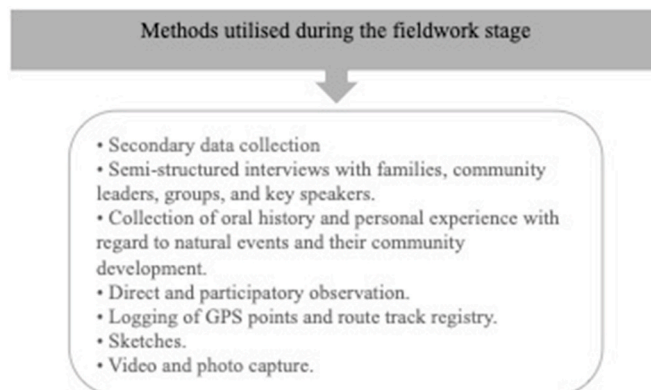 Methods utilised during the fieldwork stage
• Secondary data collection
• Semi-structured interviews with families, community
leaders, groups, and key speakers.
• Collection of oral history and personal experience with
regard to natural events and their community
development.
• Direct and participatory observation.
• Logging of GPS points and route track registry.
• Sketches.
• Video and photo capture.